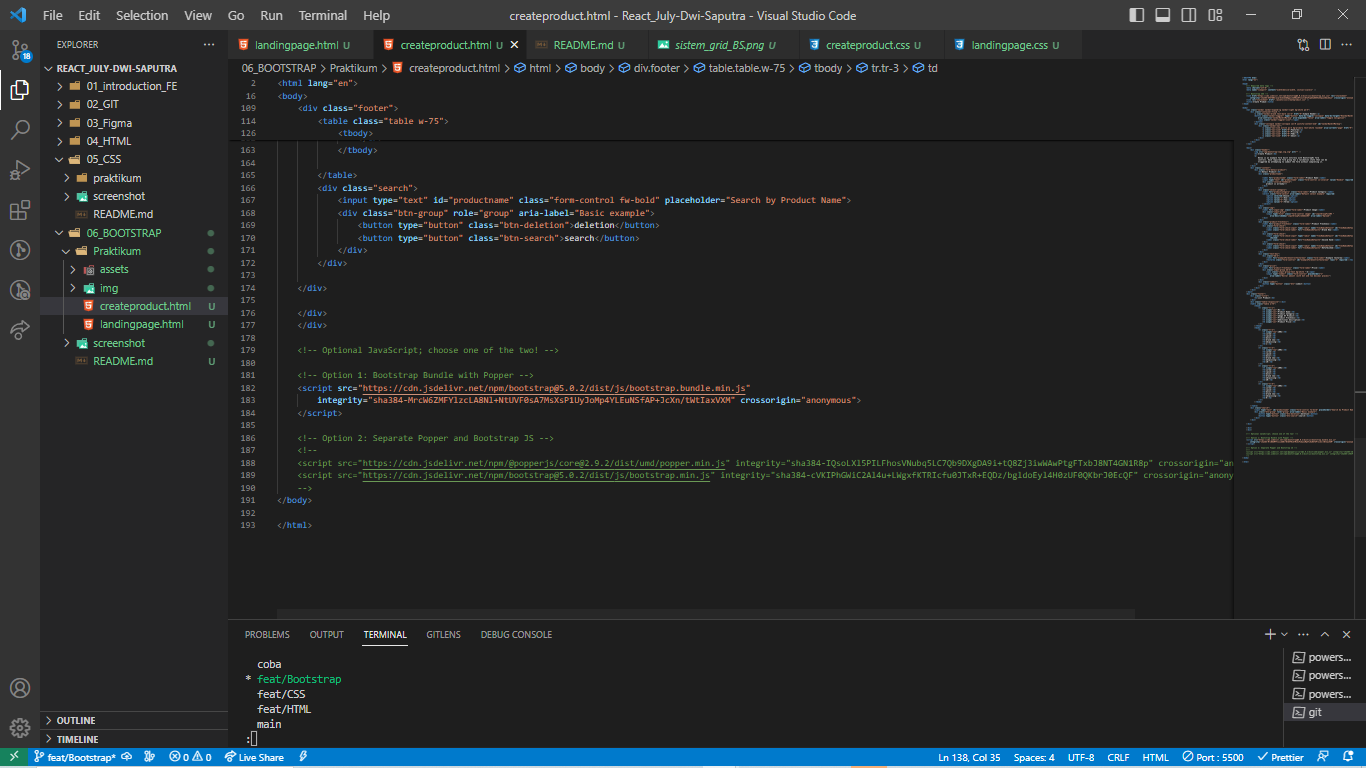 File Edit Selection View Go Run Terminal Help createproduct.html - React_July-Dwi-Saputra - Visual Studio Code
EXPLORER
landingpage.html U createproduct.html U README.md U sistem_grid_BS.png U createproduct.css U landingpage.css U
18
REACT_JULY-DWI-SAPUTRA
01_introduction_FE
02_GIT
03_Figma
04_HTML
05_CSS
praktikum
screenshot
README.md
06_BOOTSTRAP
Praktikum
assets
img
createproduct.html U
landingpage.html U
screenshot
README.md U
OUTLINE
TIMELINE
06_BOOTSTRAP > Praktikum > createproduct.html > html > body > div.footer > table.table.w-75 > tbody > tr.tr-3 > td
2 <html lang="en">
16 <body>
109 <div class="footer">
114 <table class="table w-75">
126 <tbody>
163 </tbody>
164
165 </table>
166 <div class="search">
167 <input type="text" id="productname" class="form-control fw-bold" placeholder="Search by Product Name">
168 <div class="btn-group" role="group" aria-label="Basic example">
169 <button type="button" class="btn-deletion">deletion</button>
170 <button type="button" class="btn-search">search</button>
171 </div>
172 </div>
173
174 </div>
175
176 </div>
177 </div>
178
179 <!-- Optional JavaScript; choose one of the two! -->
180
181 <!-- Option 1: Bootstrap Bundle with Popper -->
182 <script src="https://cdn.jsdelivr.net/npm/bootstrap@5.0.2/dist/js/bootstrap.bundle.min.js"
183 integrity="sha384-MrcW6ZMFYlzcLA8Nl+NtUVF0sA7MsXsP1UyJoMp4YLEuNSfAP+JcXn/tWtIaxVXM" crossorigin="anonymous">
184 </script>
185
186 <!-- Option 2: Separate Popper and Bootstrap JS -->
187 <!--
188 <script src="https://cdn.jsdelivr.net/npm/@popperjs/core@2.9.2/dist/umd/popper.min.js" integrity="sha384-IQsoLXl5PILFhosVNubq5LC7Qb9DXgDA9i+tQ8Zj3iwWAwPtgFTxbJ8NT4GN1R8p" crossorigin="an
189 <script src="https://cdn.jsdelivr.net/npm/bootstrap@5.0.2/dist/js/bootstrap.min.js" integrity="sha384-cVKIPhGWiC2Al4u+LWgxfKTRIcfu0JTxR+EQDz/bgldoEyl4H0zUF0QKbrJ0EcQF" crossorigin="anony
190 -->
191 </body>
192
193 </html>
PROBLEMS OUTPUT TERMINAL GITLENS DEBUG CONSOLE
coba
* feat/Bootstrap
feat/CSS
feat/HTML
main
:
powers...
powers...
powers...
git
feat/Bootstrap* 0 0 Live Share Ln 138, Col 35 Spaces: 4 UTF-8 CRLF HTML Port : 5500 Prettier